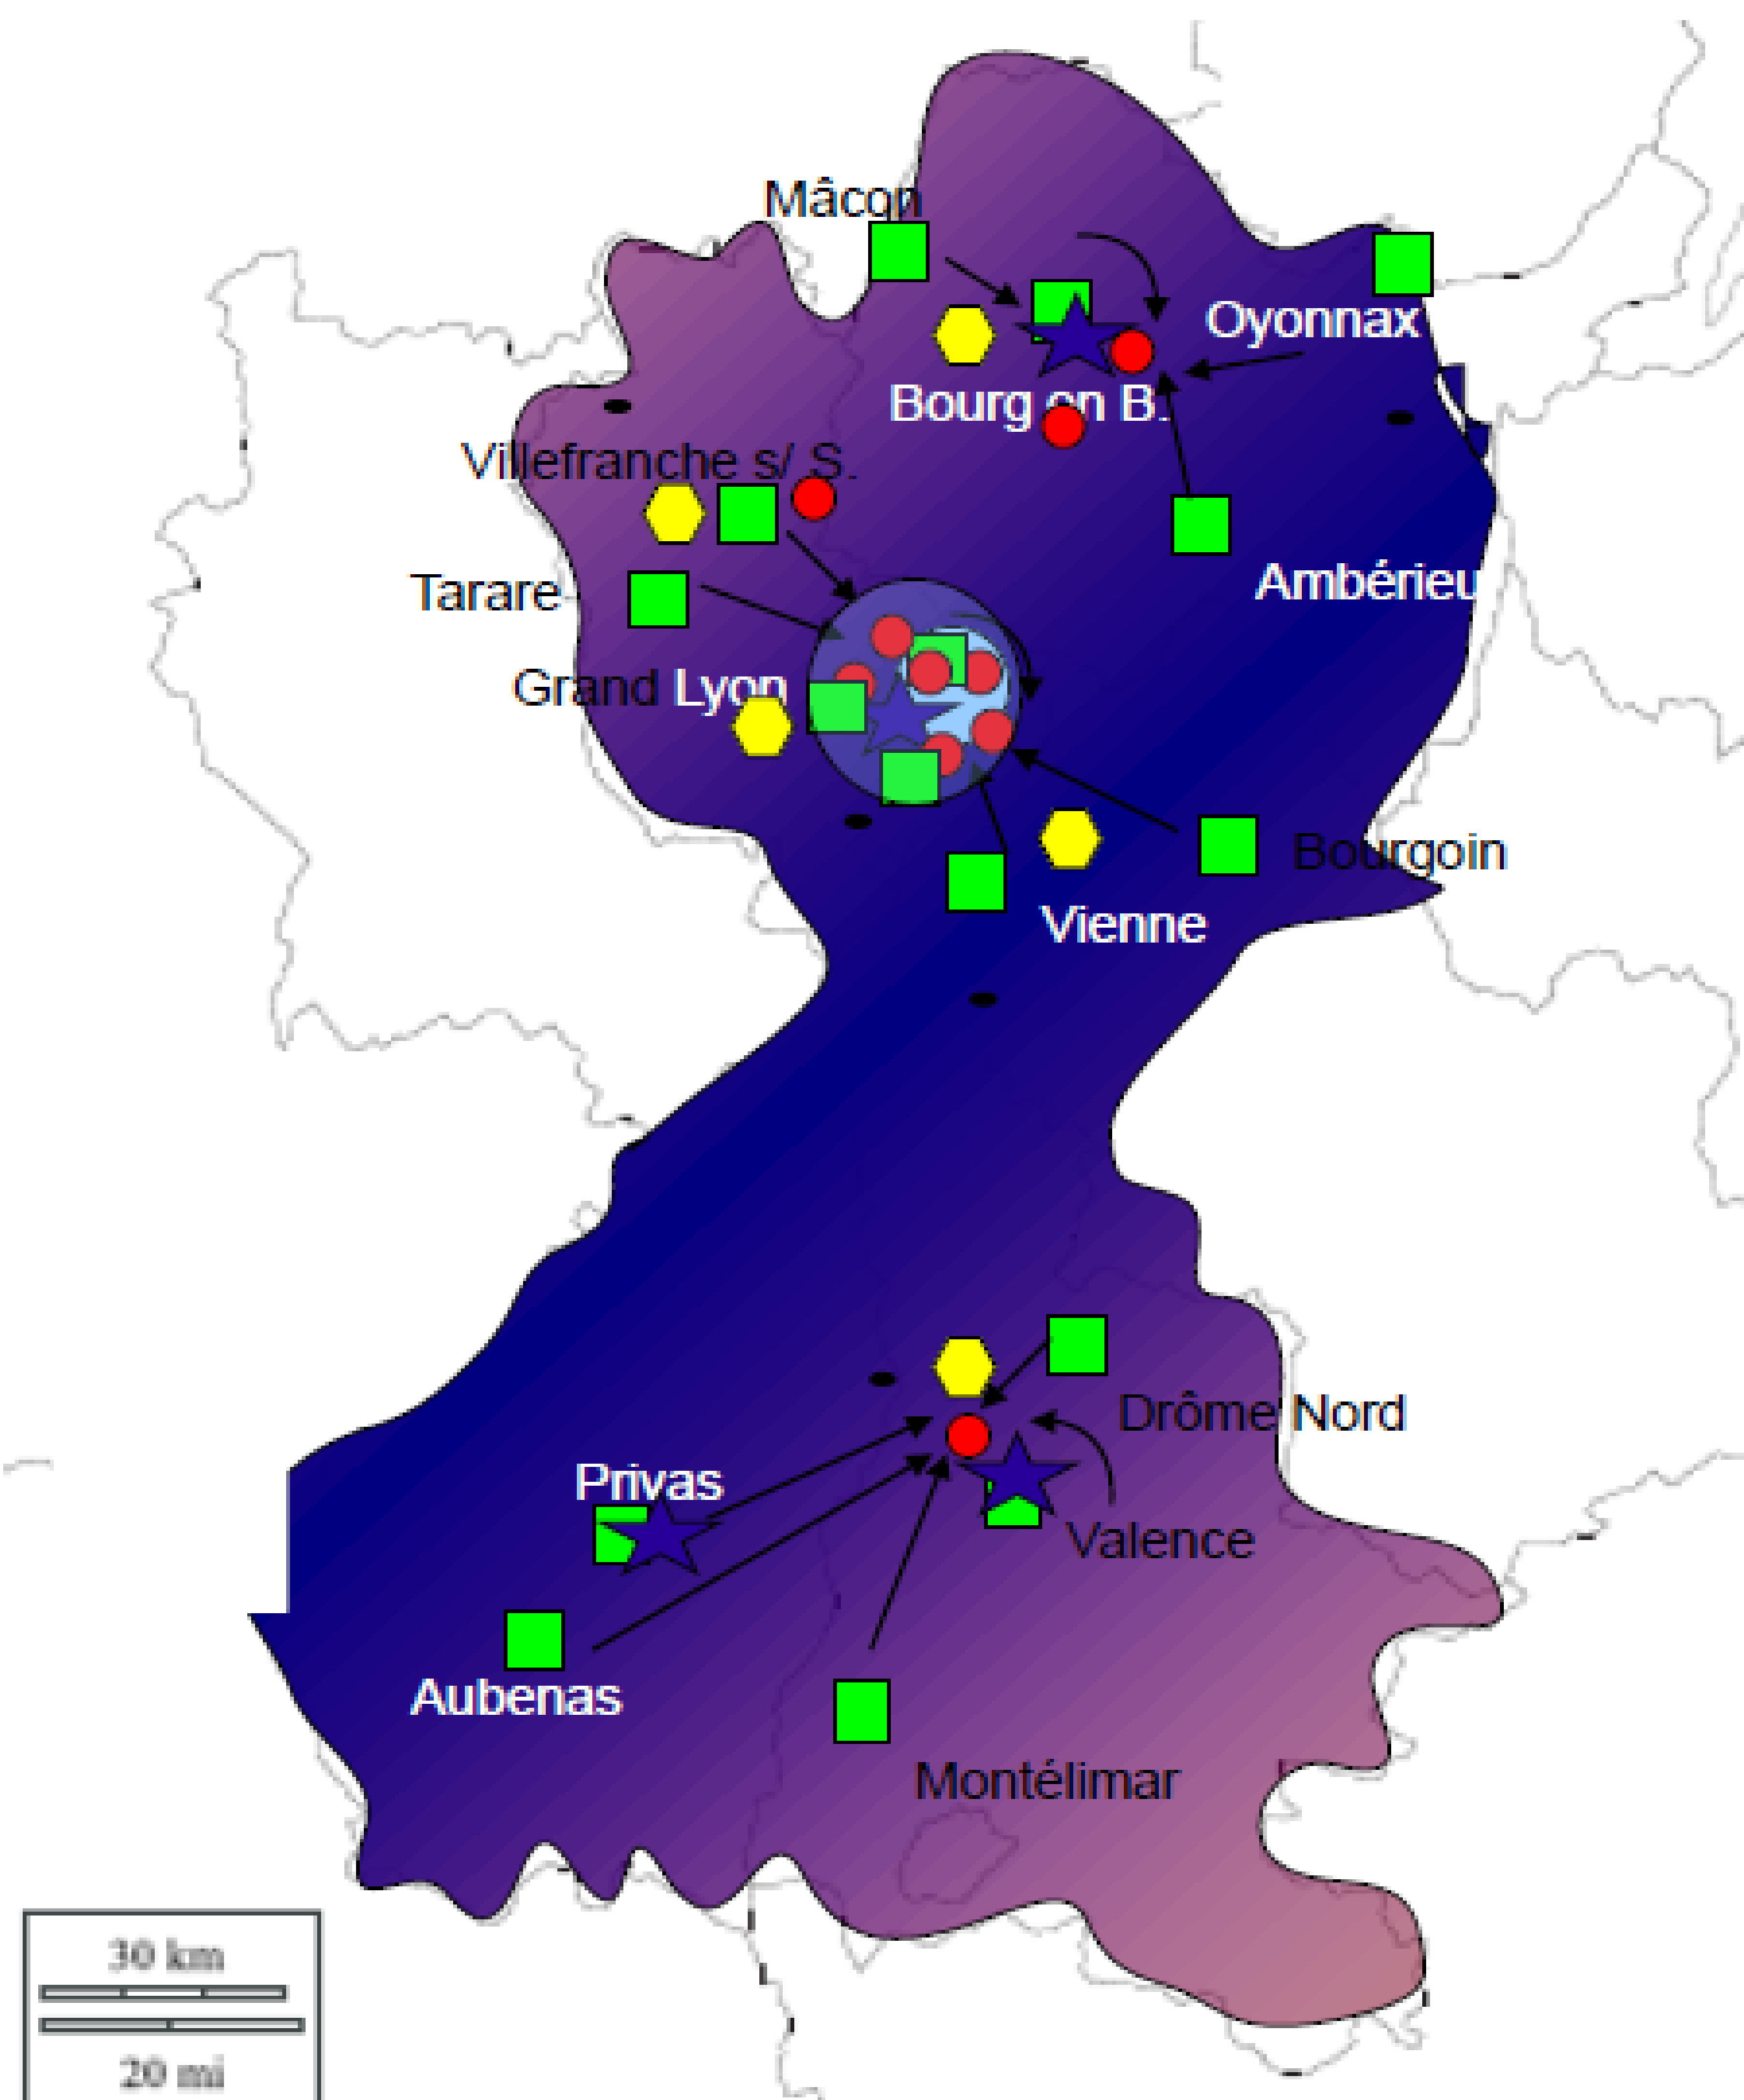 Mâcon
Oyonnax
Bourg en B.
Villefranche s/ S.
Ambérieu
Tarare
Grand Lyon
Bourgoin
Vienne
Drôme Nord
Privas
Valence
Aubenas
Montélimar
30 km
20 mi